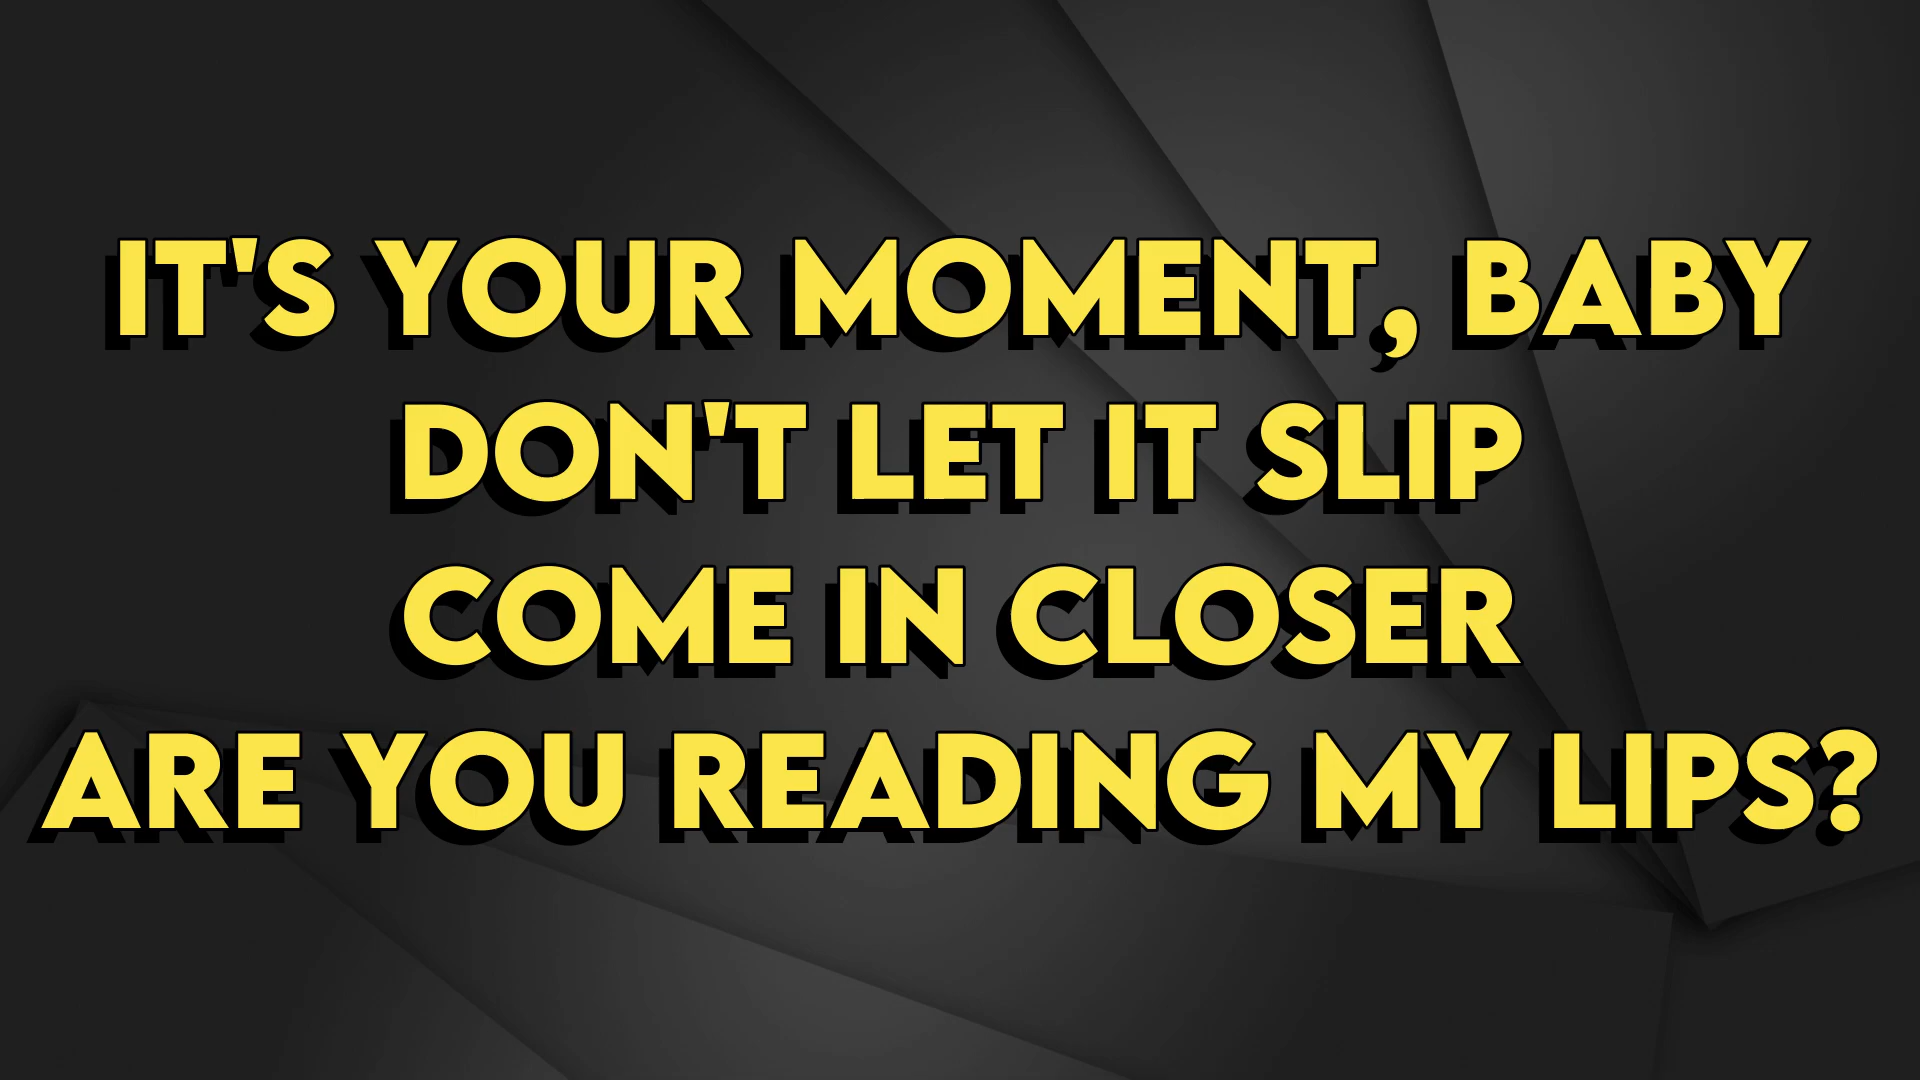 IT'S YOUR MOMENT, BABY
DON'T LET IT SLIP
COME IN CLOSER
ARE YOU READING MY LIPS?